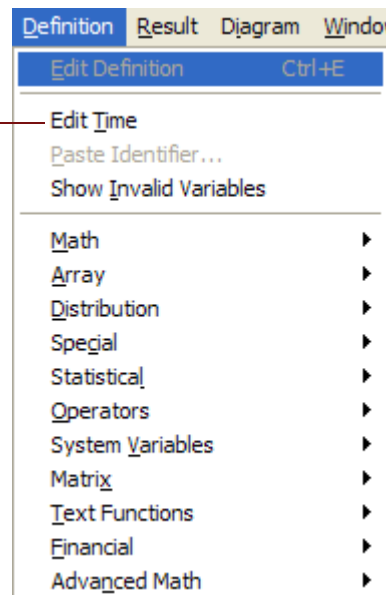 Definition Result Diagram Windo
Edit Definition Ctrl+E
Edit Time
Paste Identifier...
Show Invalid Variables
Math
Array
Distribution
Special
Statistical
Operators
System Variables
Matrix
Text Functions
Financial
Advanced Math